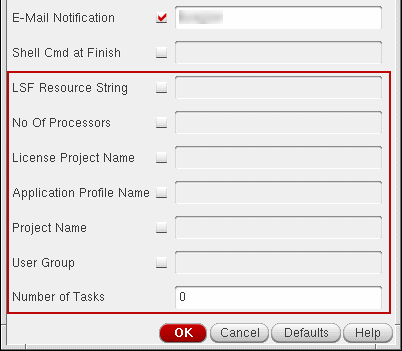 E-Mail Notification
Shell Cmd at Finish
LSF Resource String
No Of Processors
License Project Name
Application Profile Name
Project Name
User Group
Number of Tasks 0
OK Cancel Defaults Help